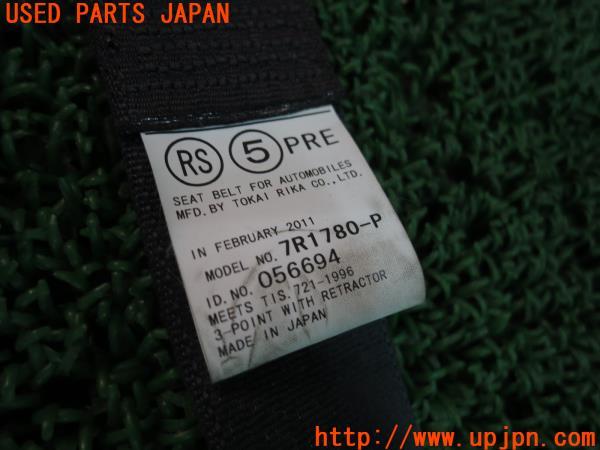 USED PARTS JAPAN
RS 5 PRE
SEAT BELT FOR AUTOMOBILES
MFD.BY TOKAI RIKA CO.,LTD.
IN FEBRUARY 2011
MODEL NO. 7R1780-P
ID.NO. 056694
MEETS TIS.721-1996
3-POINT WITH RETRACTOR
MADE IN JAPAN
http://www.upjpn.com/